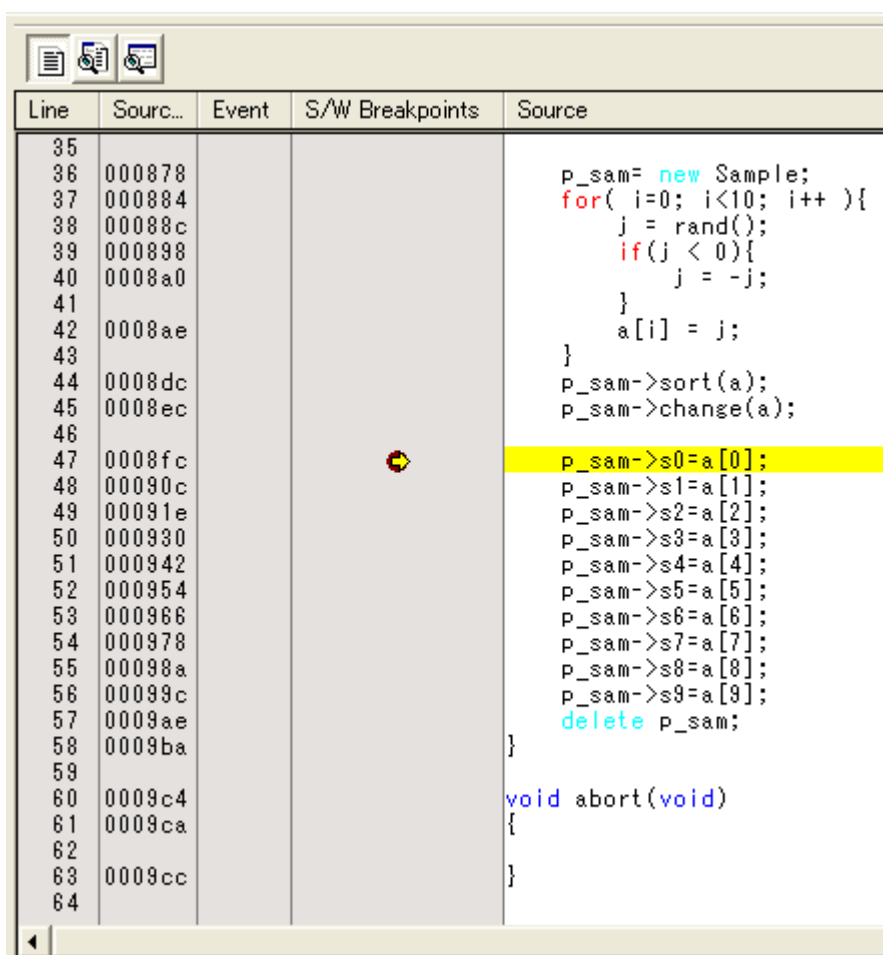 Line Sourc... Event S/W Breakpoints Source
35
36 000878 p_sam= new Sample;
37 000884 for( i=0; i<10; i++ ){
38 00088c j = rand();
39 000898 if(j < 0){
40 0008a0 j = -j;
41 }
42 0008ae a[i] = j;
43 }
44 0008dc p_sam->sort(a);
45 0008ec p_sam->change(a);
46
47 0008fc p_sam->s0=a[0];
48 00090c p_sam->s1=a[1];
49 00091e p_sam->s2=a[2];
50 000930 p_sam->s3=a[3];
51 000942 p_sam->s4=a[4];
52 000954 p_sam->s5=a[5];
53 000966 p_sam->s6=a[6];
54 000978 p_sam->s7=a[7];
55 00098a p_sam->s8=a[8];
56 00099c p_sam->s9=a[9];
57 0009ae delete p_sam;
58 0009ba }
59
60 0009c4 void abort(void)
61 0009ca {
62
63 0009cc }
64